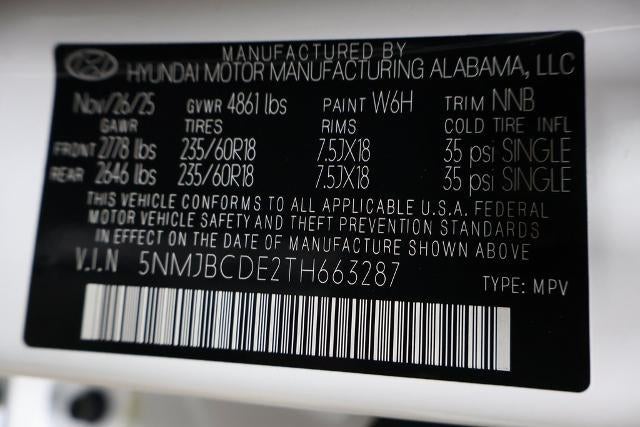 MANUFACTURED BY
HYUNDAI MOTOR MANUFACTURING ALABAMA, LLC
Nov/26/25 GVWR 4861 lbs PAINT W6H TRIM NNB
GAWR TIRES RIMS COLD TIRE INFL
FRONT 2778 lbs 235/60R18 7.5JX18 35 psi SINGLE
REAR 2646 lbs 235/60R18 7.5JX18 35 psi SINGLE
THIS VEHICLE CONFORMS TO ALL APPLICABLE U.S.A. FEDERAL
MOTOR VEHICLE SAFETY AND THEFT PREVENTION STANDARDS
IN EFFECT ON THE DATE OF MANUFACTURE SHOWN ABOVE
V.I.N 5NMJBCDE2TH663287
TYPE: MPV